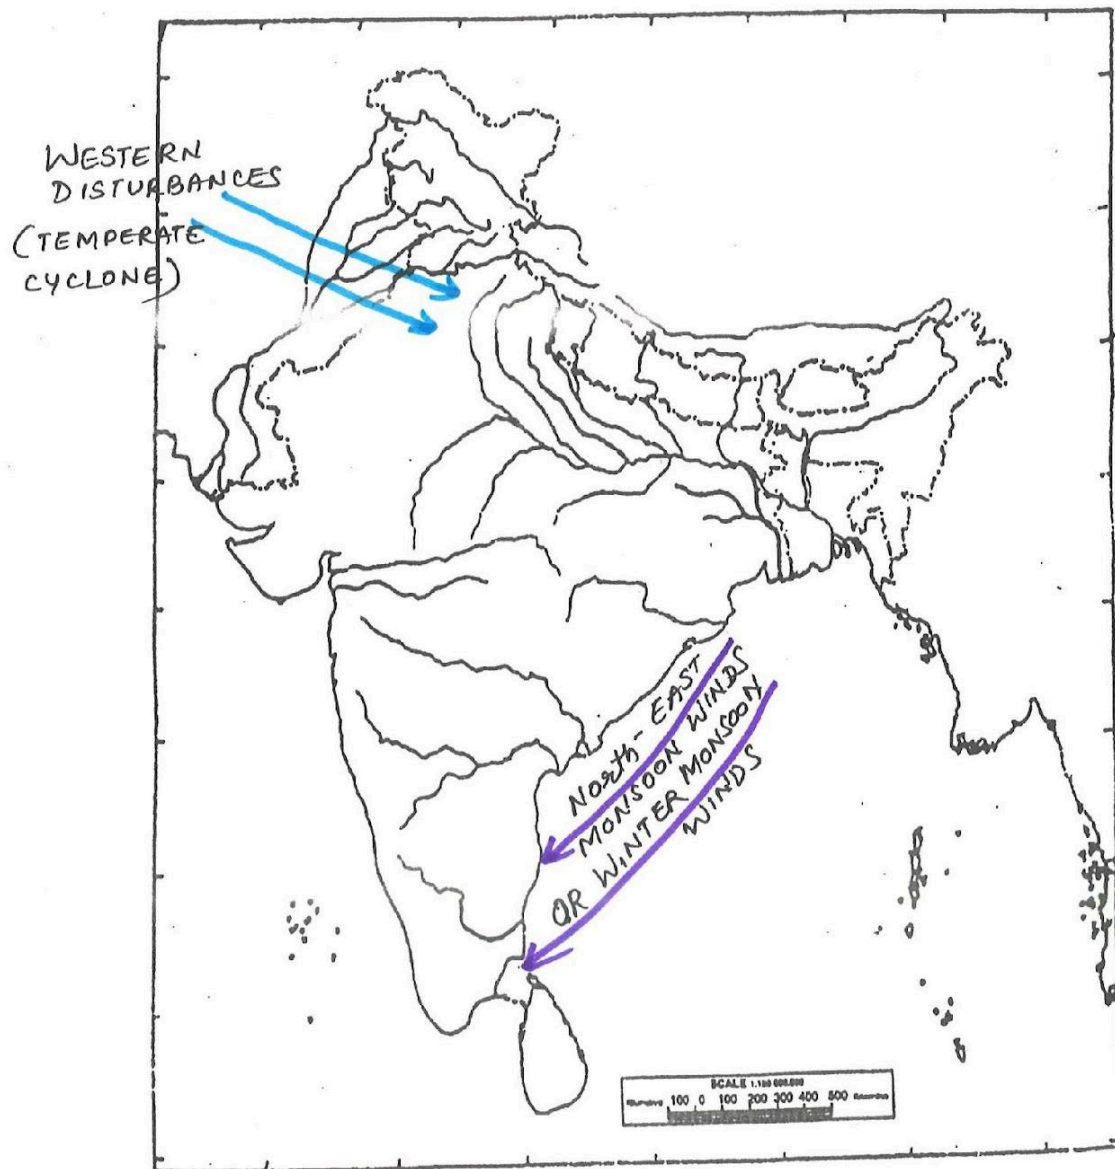 WESTERN
DISTURBANCES
(TEMPERATE
CYCLONE)
NORTH-EAST
MONSOON WINDS
OR WINTER MONSOON
WINDS
SCALE
100 0 100 200 300 400 500